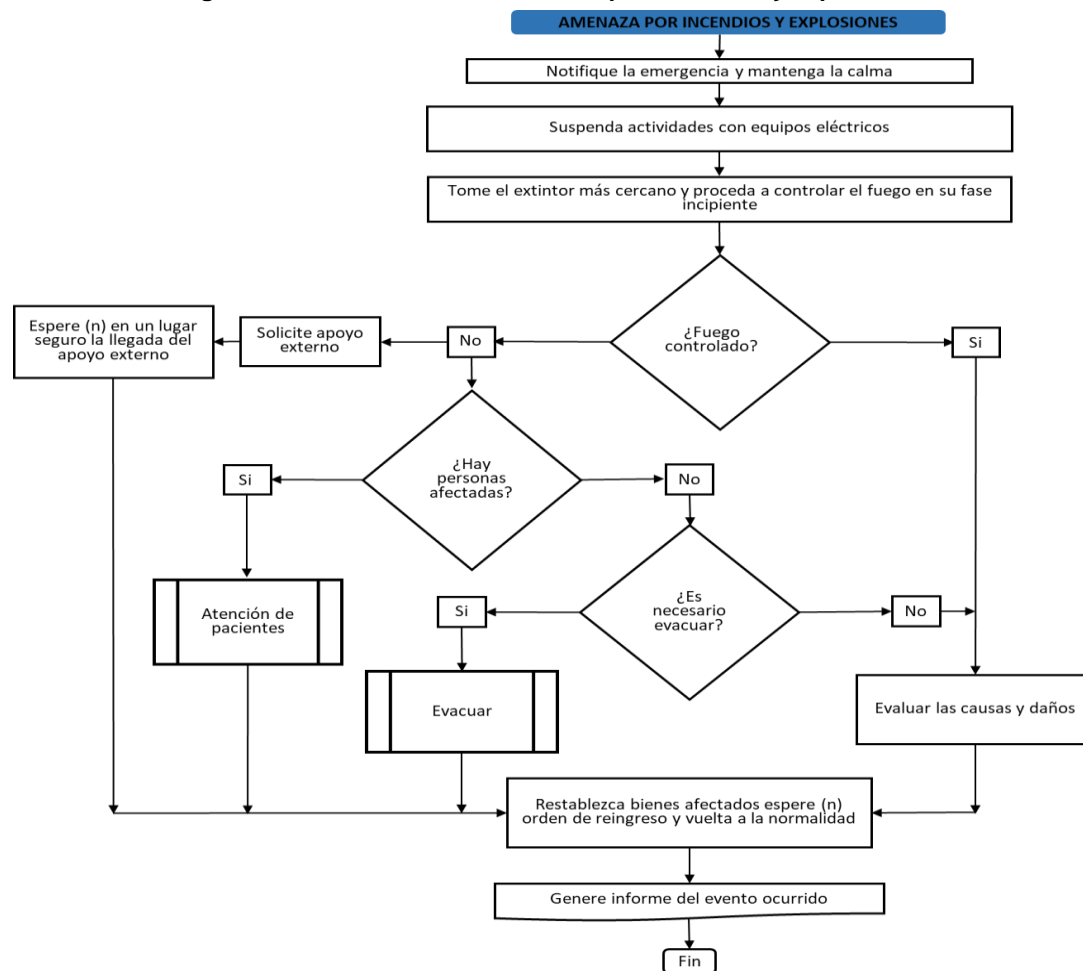 AMENAZA POR INCENDIOS Y EXPLOSIONES
Notifique la emergencia y mantenga la calma
Suspenda actividades con equipos eléctricos
Tome el extintor más cercano y proceda a controlar el fuego en su fase
incipiente
¿Fuego
controlado?
Si
No
Solicite apoyo
externo
Espere (n) en un lugar
seguro la llegada del
apoyo externo
¿Hay
personas
afectadas?
Si
No
Atención de
pacientes
¿Es
necesario
evacuar?
Si
No
Evacuar
Evaluar las causas y daños
Restablezca bienes afectados espere (n)
orden de reingreso y vuelta a la normalidad
Genere informe del evento ocurrido
Fin